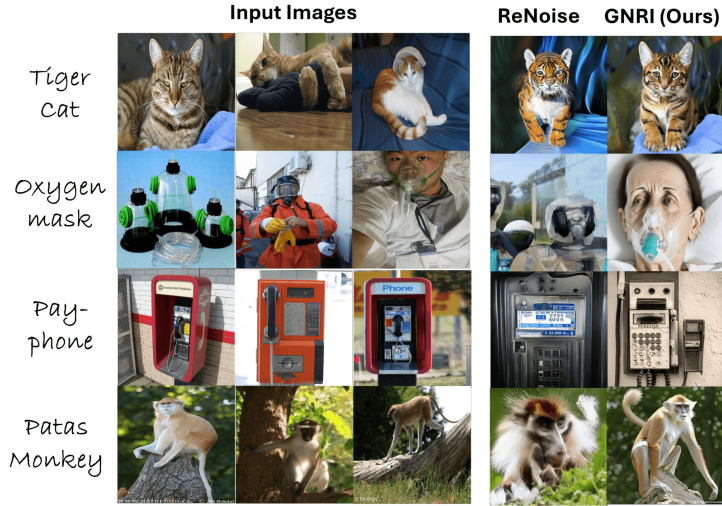 Input Images
ReNoise
GNRI (Ours)
Tiger
Cat
Oxygen
mask
Pay-
phone
Phone
Patas
Monkey